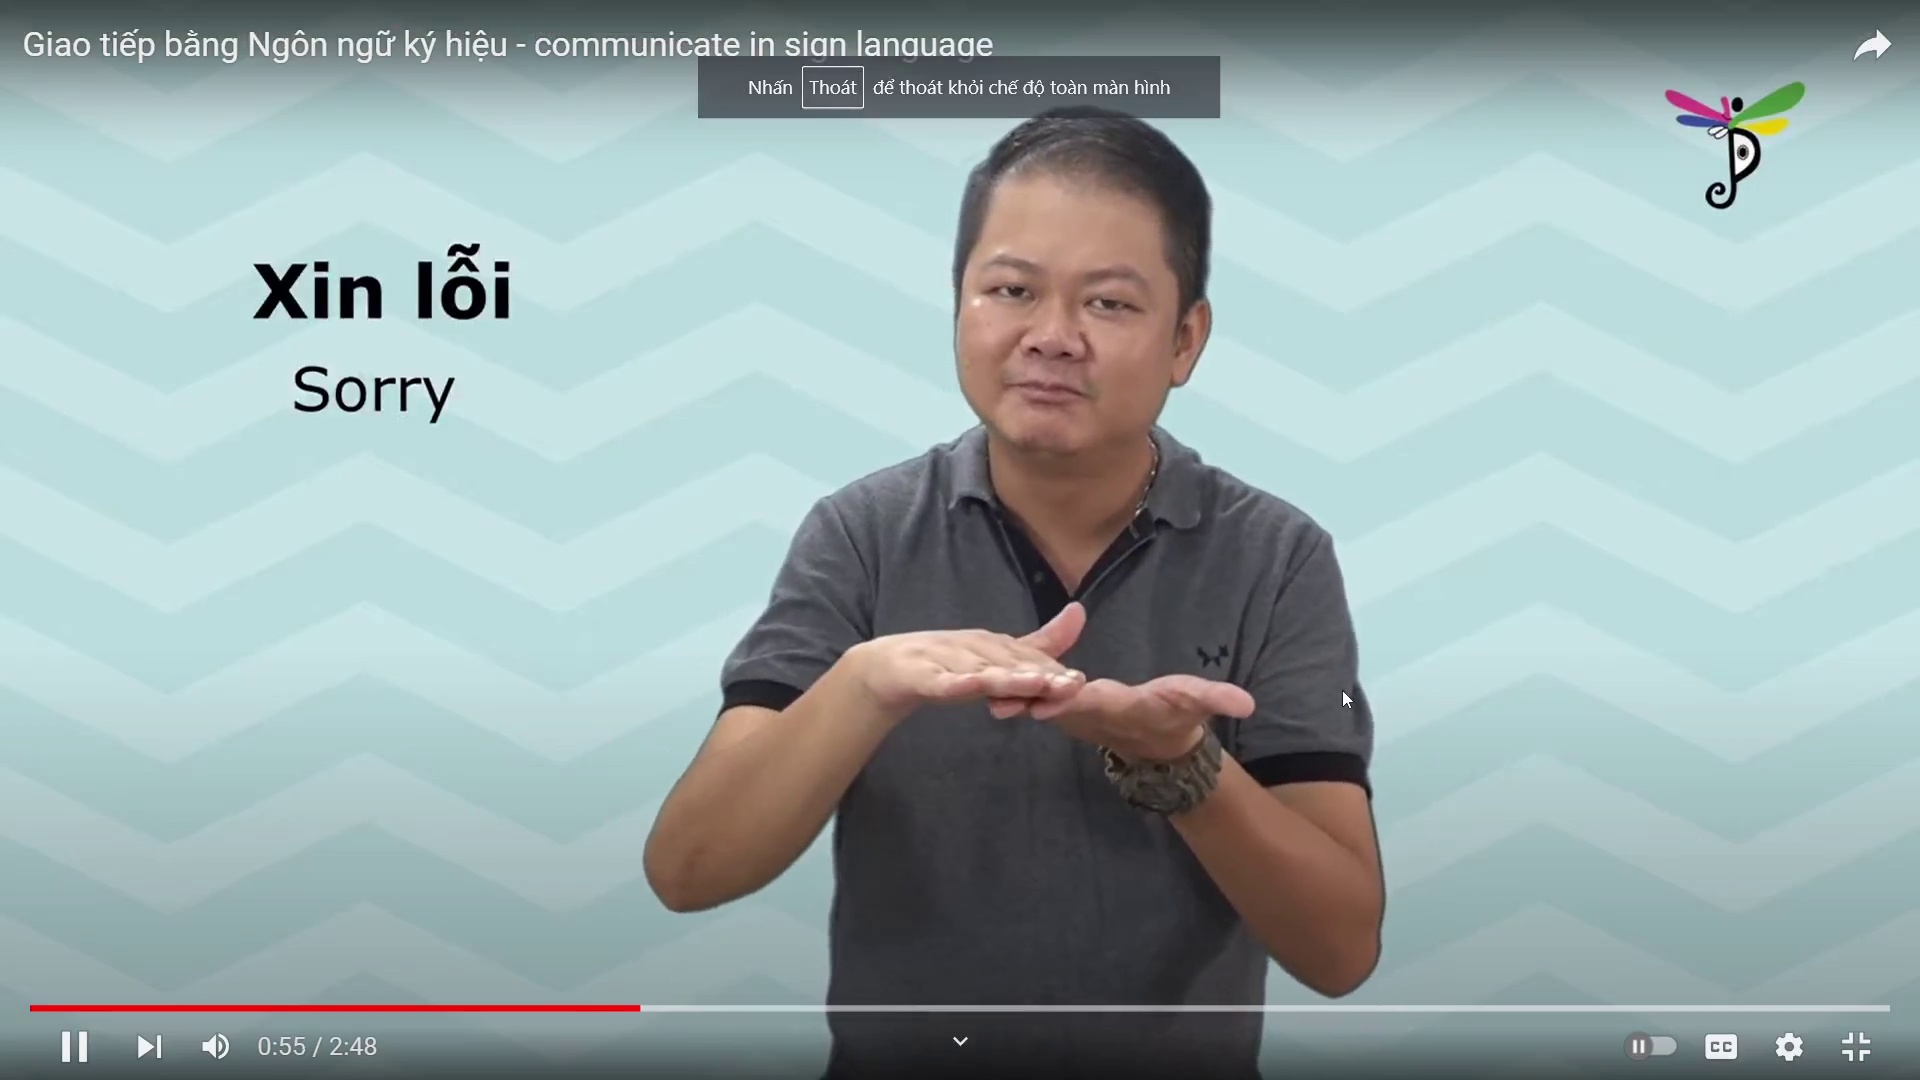 Giao tiếp bằng Ngôn ngữ ký hiệu - communicate in sign language
Nhấn Thoát để thoát khỏi chế độ toàn màn hình
Xin lỗi
Sorry
0:55 / 2:48
CC